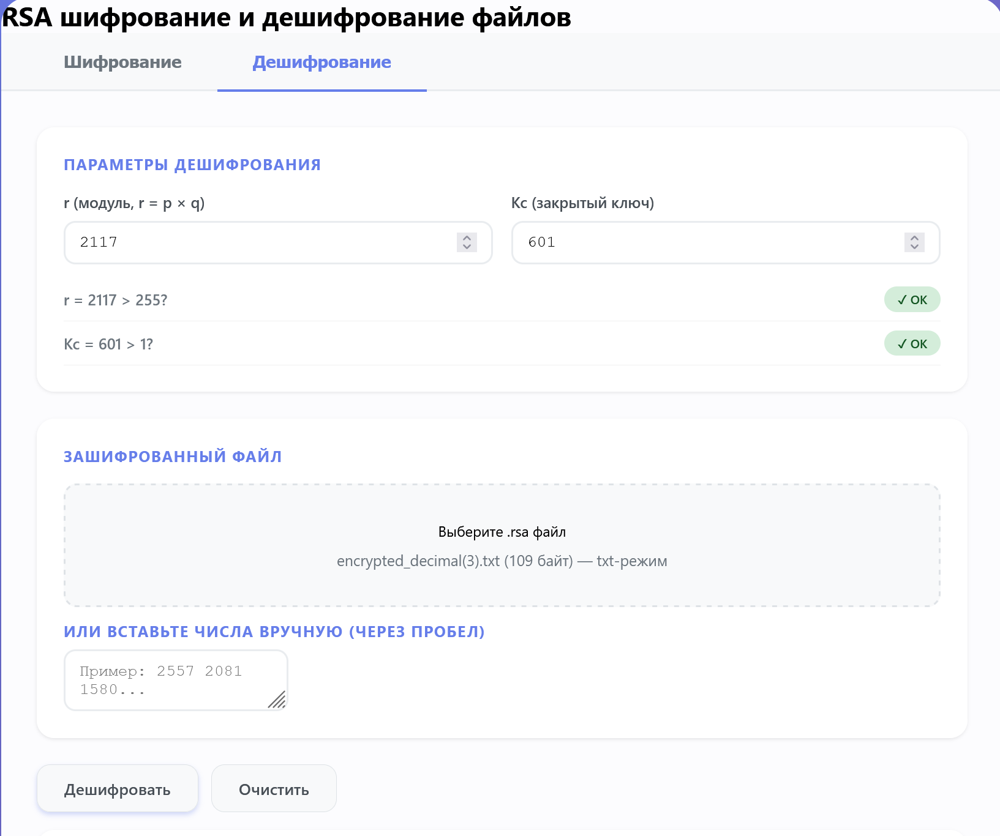 RSA шифрование и дешифрование файлов
Шифрование
Дешифрование
ПАРАМЕТРЫ ДЕШИФРОВАНИЯ
r (модуль, r = p × q)
Kc (закрытый ключ)
2117
601
r = 2117 > 255?
✓ OK
Kc = 601 > 1?
✓ OK
ЗАШИФРОВАННЫЙ ФАЙЛ
Выберите .rsa файл
encrypted_decimal(3).txt (109 байт) — txt-режим
ИЛИ ВСТАВЬТЕ ЧИСЛА ВРУЧНУЮ (ЧЕРЕЗ ПРОБЕЛ)
Пример: 2557 2081
1580...
Дешифровать
Очистить